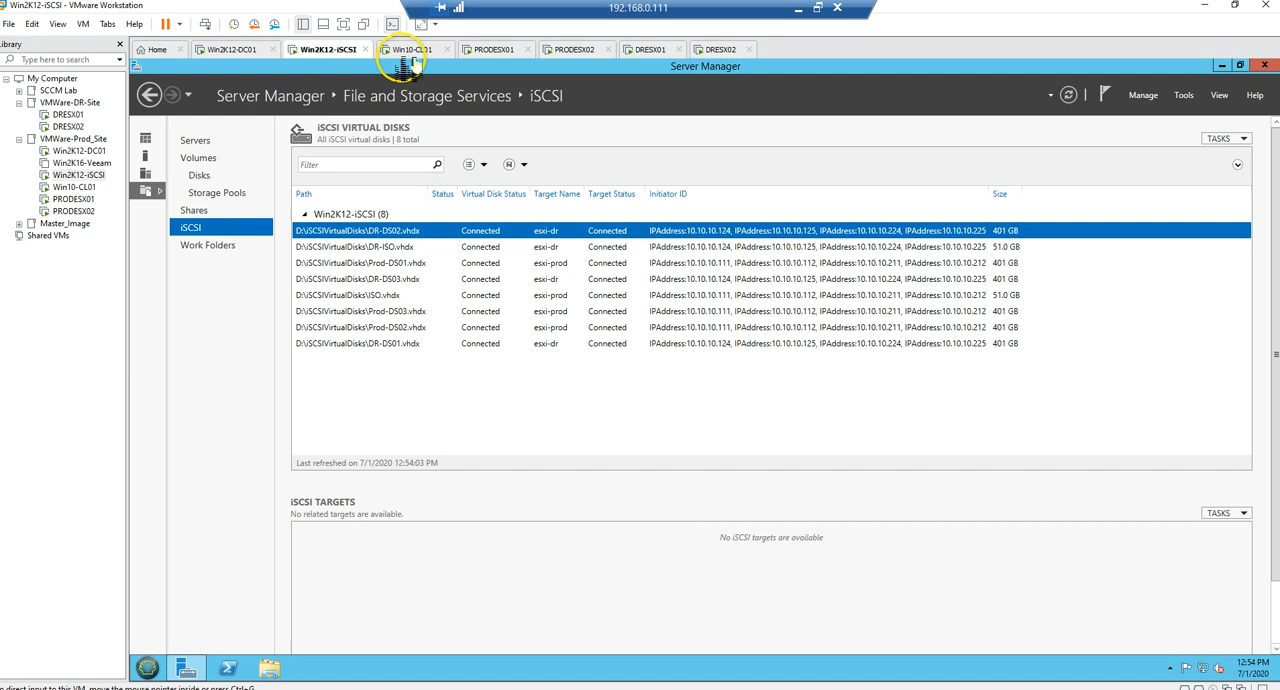 Win2K12-iSCSI - VMware Workstation
192.168.0.111
File Edit View VM Tabs Help
Library
Type here to search
Home Win2K12-DC01 Win2K12-iSCSI Win10-CL01 PRODESX01 PRODESX02 DRESX01 DRESX02
Server Manager
My Computer
SCCM Lab
VMWare-DR-Site
DRESX01
DRESX02
VMWare-Prod_Site
Win2K12-DC01
Win2K16-Veeam
Win2K12-iSCSI
Win10-CL01
PRODESX01
PRODESX02
Master_Image
Shared VMs
Server Manager File and Storage Services iSCSI
Manage Tools View Help
Servers
Volumes
Disks
Storage Pools
Shares
iSCSI
Work Folders
iSCSI VIRTUAL DISKS
All iSCSI virtual disks | 8 total
TASKS
Filter
Path Status Virtual Disk Status Target Name Target Status Initiator ID Size
Win2K12-iSCSI (8)
D:\iSCSIVirtualDisks\DR-DS02.vhdx Connected esxi-dr Connected IPAddress:10.10.10.124, IPAddress:10.10.10.125, IPAddress:10.10.10.224, IPAddress:10.10.10.225 401 GB
D:\iSCSIVirtualDisks\DR-ISO.vhdx Connected esxi-dr Connected IPAddress:10.10.10.124, IPAddress:10.10.10.125, IPAddress:10.10.10.224, IPAddress:10.10.10.225 51.0 GB
D:\iSCSIVirtualDisks\Prod-DS01.vhdx Connected esxi-prod Connected IPAddress:10.10.10.111, IPAddress:10.10.10.112, IPAddress:10.10.10.211, IPAddress:10.10.10.212 401 GB
D:\iSCSIVirtualDisks\DR-DS03.vhdx Connected esxi-dr Connected IPAddress:10.10.10.124, IPAddress:10.10.10.125, IPAddress:10.10.10.224, IPAddress:10.10.10.225 401 GB
D:\iSCSIVirtualDisks\ISO.vhdx Connected esxi-prod Connected IPAddress:10.10.10.111, IPAddress:10.10.10.112, IPAddress:10.10.10.211, IPAddress:10.10.10.212 51.0 GB
D:\iSCSIVirtualDisks\Prod-DS03.vhdx Connected esxi-prod Connected IPAddress:10.10.10.111, IPAddress:10.10.10.112, IPAddress:10.10.10.211, IPAddress:10.10.10.212 401 GB
D:\iSCSIVirtualDisks\Prod-DS02.vhdx Connected esxi-prod Connected IPAddress:10.10.10.111, IPAddress:10.10.10.112, IPAddress:10.10.10.211, IPAddress:10.10.10.212 401 GB
D:\iSCSIVirtualDisks\DR-DS01.vhdx Connected esxi-dr Connected IPAddress:10.10.10.124, IPAddress:10.10.10.125, IPAddress:10.10.10.224, IPAddress:10.10.10.225 401 GB
Last refreshed on 7/1/2020 12:54:03 PM
iSCSI TARGETS
No related targets are available.
TASKS
No iSCSI targets are available
12:54 PM
7/1/2020
direct input to this VM, move the mouse pointer inside or press Ctrl+G.